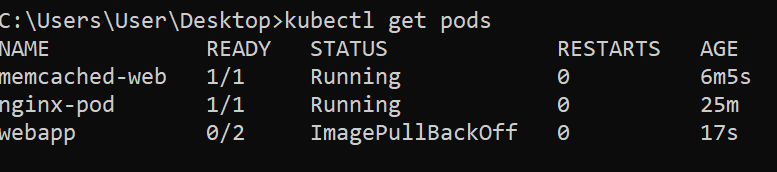 C:\Users\User\Desktop>kubectl get pods
NAME READY STATUS RESTARTS AGE
memcached-web 1/1 Running 0 6m5s
nginx-pod 1/1 Running 0 25m
webapp 0/2 ImagePullBackOff 0 17s